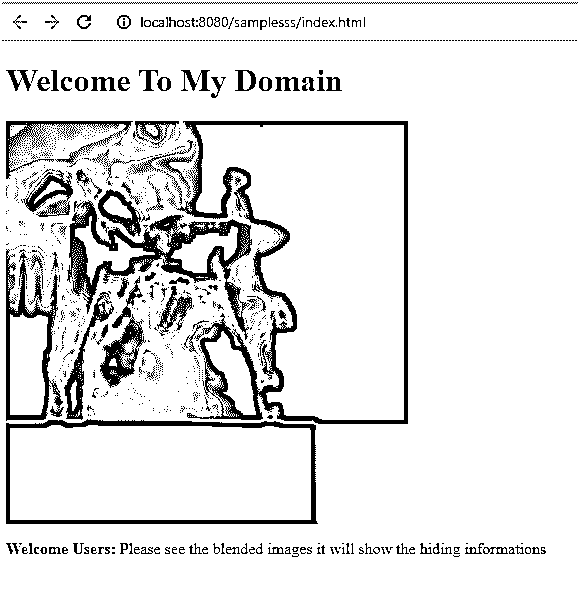 localhost:8080/samplesss/index.html
Welcome To My Domain
Welcome Users: Please see the blended images it will show the hiding informations